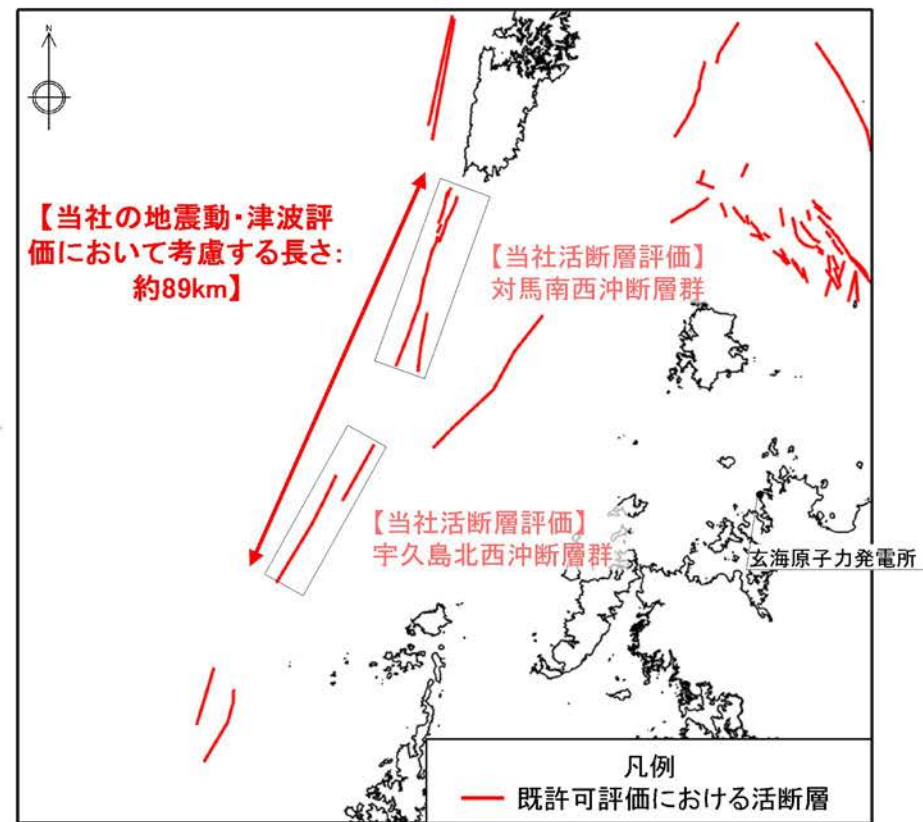 N
【当社の地震動・津波評
価において考慮する長さ:
約89km】
【当社活断層評価】
対馬南西沖断層群
【当社活断層評価】
宇久島北西沖断層群
玄海原子力発電所
凡例
既許可評価における活断層